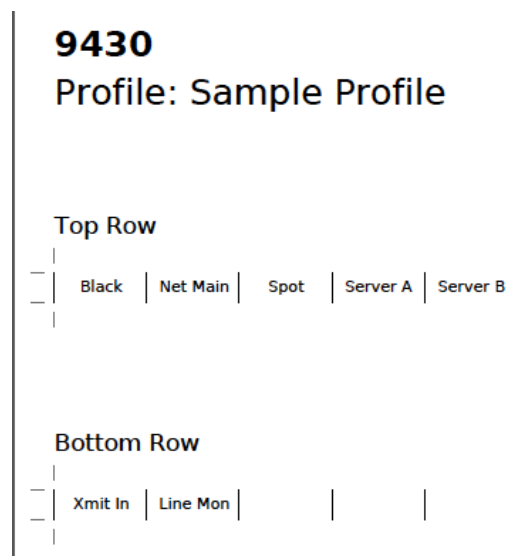 9430
Profile: Sample Profile
Top Row
Black Net Main Spot Server A Server B
Bottom Row
Xmit In Line Mon